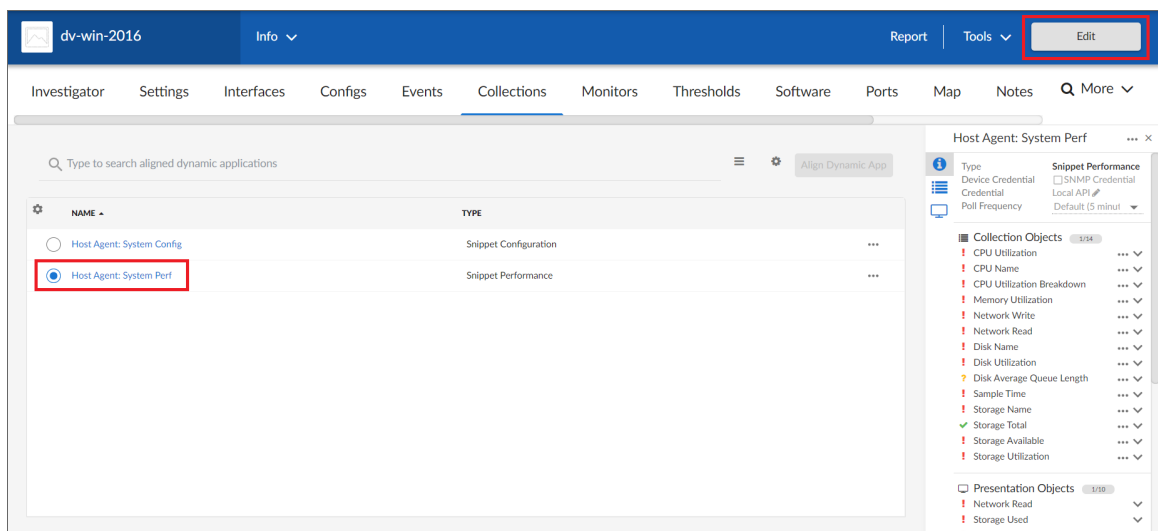 dv-win-2016
Info
Report
Tools
Edit
Investigator
Settings
Interfaces
Configs
Events
Collections
Monitors
Thresholds
Software
Ports
Map
Notes
More
Type to search aligned dynamic applications
Align Dynamic App
NAME
TYPE
Host Agent: System Config
Snippet Configuration
Host Agent: System Perf
Snippet Performance
Host Agent: System Perf
Type Snippet Performance
Device Credential SNMP Credential
Credential Local API
Poll Frequency Default (5 minut
Collection Objects 1/14
CPU Utilization
CPU Name
CPU Utilization Breakdown
Memory Utilization
Network Write
Network Read
Disk Name
Disk Utilization
Disk Average Queue Length
Sample Time
Storage Name
Storage Total
Storage Available
Storage Utilization
Presentation Objects 1/10
Network Read
Storage Used